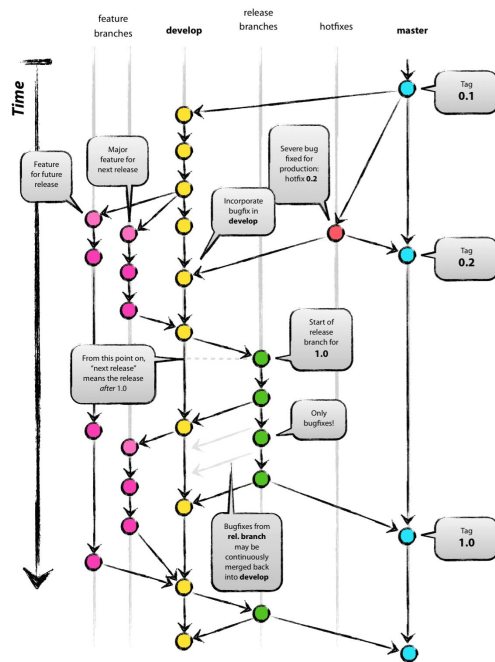 feature
branches
develop
release
branches
hotfixes
master
Time
Tag
0.1
Feature
for future
release
Major
feature for
next release
Severe bug
fixed for
production:
hotfix 0.2
Incorporate
bugfix in
develop
Tag
0.2
Start of
release
branch for
1.0
From this point on,
“next release”
means the release
after 1.0
Only
bugfixes!
Bugfixes from
rel. branch
may be
continuously
merged back
into develop
Tag
1.0